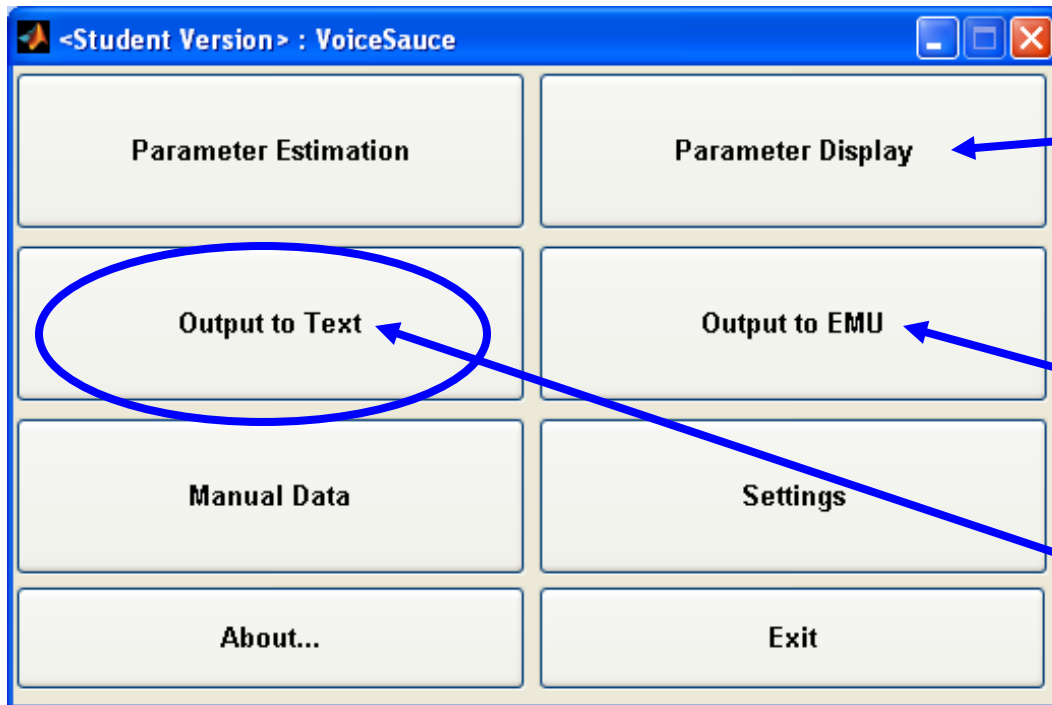 <Student Version> : VoiceSauce
Parameter Estimation
Parameter Display
Output to Text
Output to EMU
Manual Data
Settings
About...
Exit